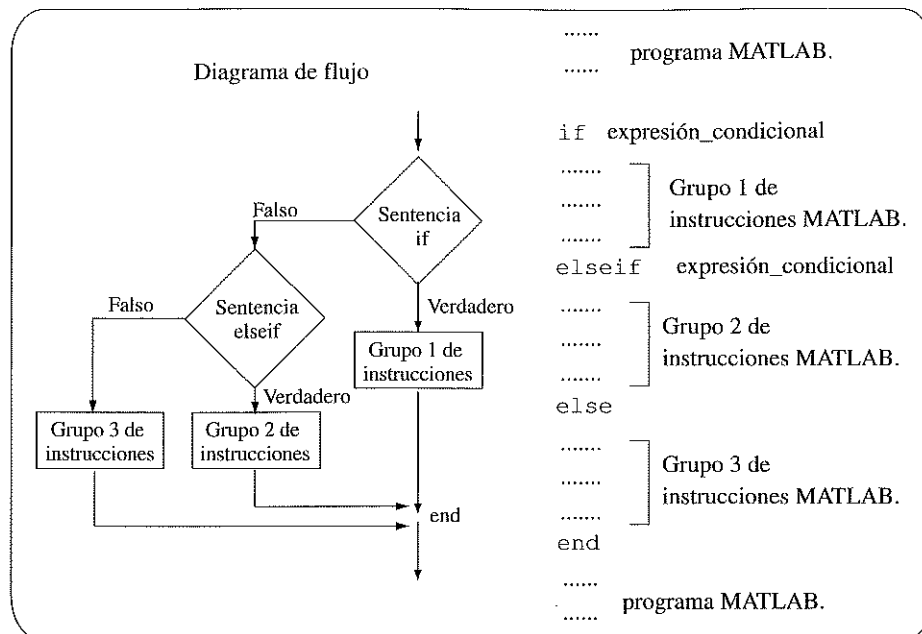 Diagrama de flujo
Sentencia
if
Falso
Verdadero
Sentencia
elseif
Falso
Verdadero
Grupo 1 de
instrucciones
Grupo 2 de
instrucciones
Grupo 3 de
instrucciones
end
......
programa MATLAB.
......
if expresión_condicional
.......
Grupo 1 de
.......
instrucciones MATLAB.
.......
elseif expresión_condicional
.......
Grupo 2 de
.......
instrucciones MATLAB.
.......
else
.......
Grupo 3 de
.......
instrucciones MATLAB.
.......
end
......
programa MATLAB.
......